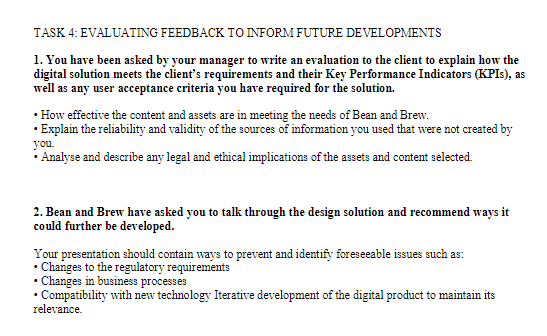 TASK 4: EVALUATING FEEDBACK TO INFORM FUTURE DEVELOPMENTS
1. You have been asked by your manager to write an evaluation to the client to explain how the
digital solution meets the client's requirements and their Key Performance Indicators (KPIs), as
well as any user acceptance criteria you have required for the solution.
• How effective the content and assets are in meeting the needs of Bean and Brew.
• Explain the reliability and validity of the sources of information you used that were not created by
you.
• Analyse and describe any legal and ethical implications of the assets and content selected.
2. Bean and Brew have asked you to talk through the design solution and recommend ways it
could further be developed.
Your presentation should contain ways to prevent and identify foreseeable issues such as:
• Changes to the regulatory requirements
• Changes in business processes
• Compatibility with new technology Iterative development of the digital product to maintain its
relevance.